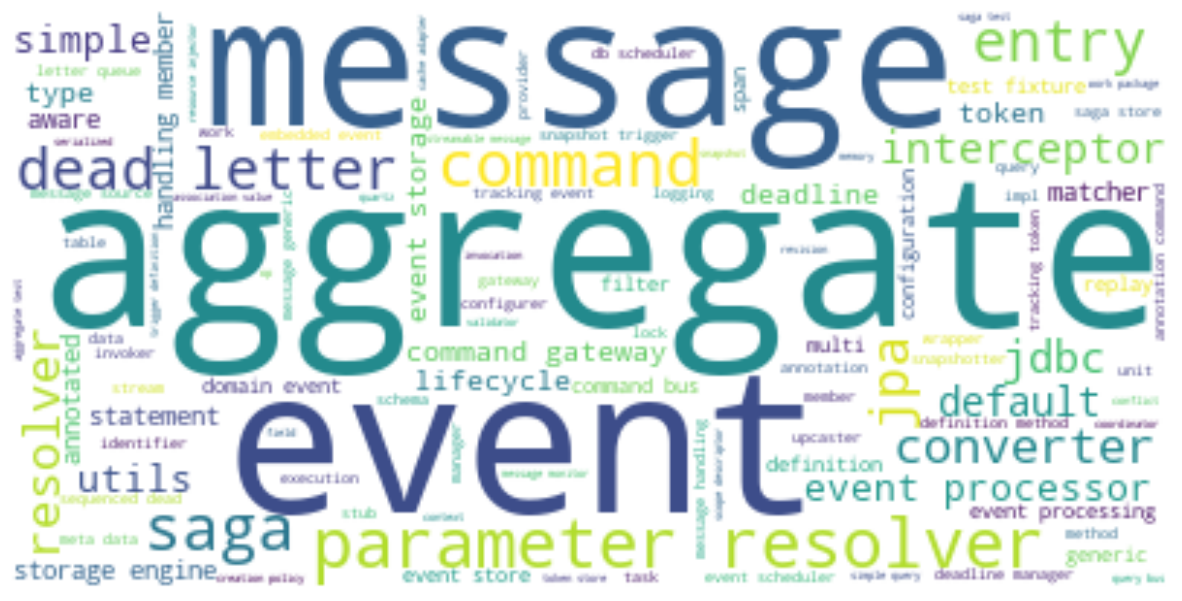 simple
message
saga test
entry
db scheduler
letter queue
handling member
resource injector
cache adapter
provider
span
test fixture
work package
type
token
saga store
aware
work
embedded event
event storage
streamable message
snapshot trigger
interceptor
serialized
dead letter
command
snapshot
memory
query
message source
association value
quartz
tracking event
logging
deadline
configuration
impl
matcher
aggregate
table
trigger definition
message generic
invocation
revision
tracking token
annotation command
aggregate test
gateway
filter
replay
configurer
validator
lock
resolver
annotated
data
invoker
command gateway
multi
jpa
wrapper
snapshotter
jdbc
unit
stream
domain event
lifecycle
command bus
annotation
schema
member
default
conflict
statement
event
definition method
coordinator
identifier
field
manager
message handling
scope descriptor
upcaster
converter
utils
execution
message monitor
definition
event processor
sequenced dead
saga
stub
context
event processing
meta data
parameter resolver
method
generic
storage engine
creation policy
event store
token store
task
event scheduler
simple query
deadline manager
query bus